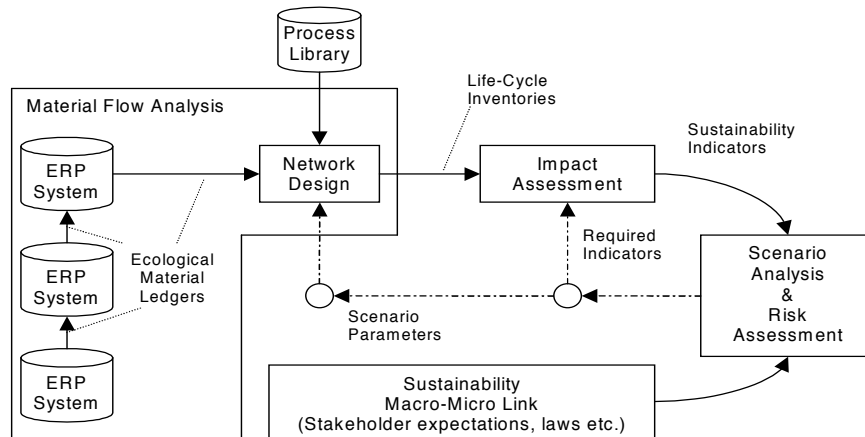 Process
Library
Material Flow Analysis
Life-Cycle
Inventories
Sustainability
Indicators
ERP
System
Network
Design
Impact
Assessment
Ecological
Material
Ledgers
ERP
System
Required
Indicators
Scenario
Analysis
&
Risk
Assessment
Scenario
Parameters
ERP
System
Sustainability
Macro-Micro Link
(Stakeholder expectations, laws etc.)